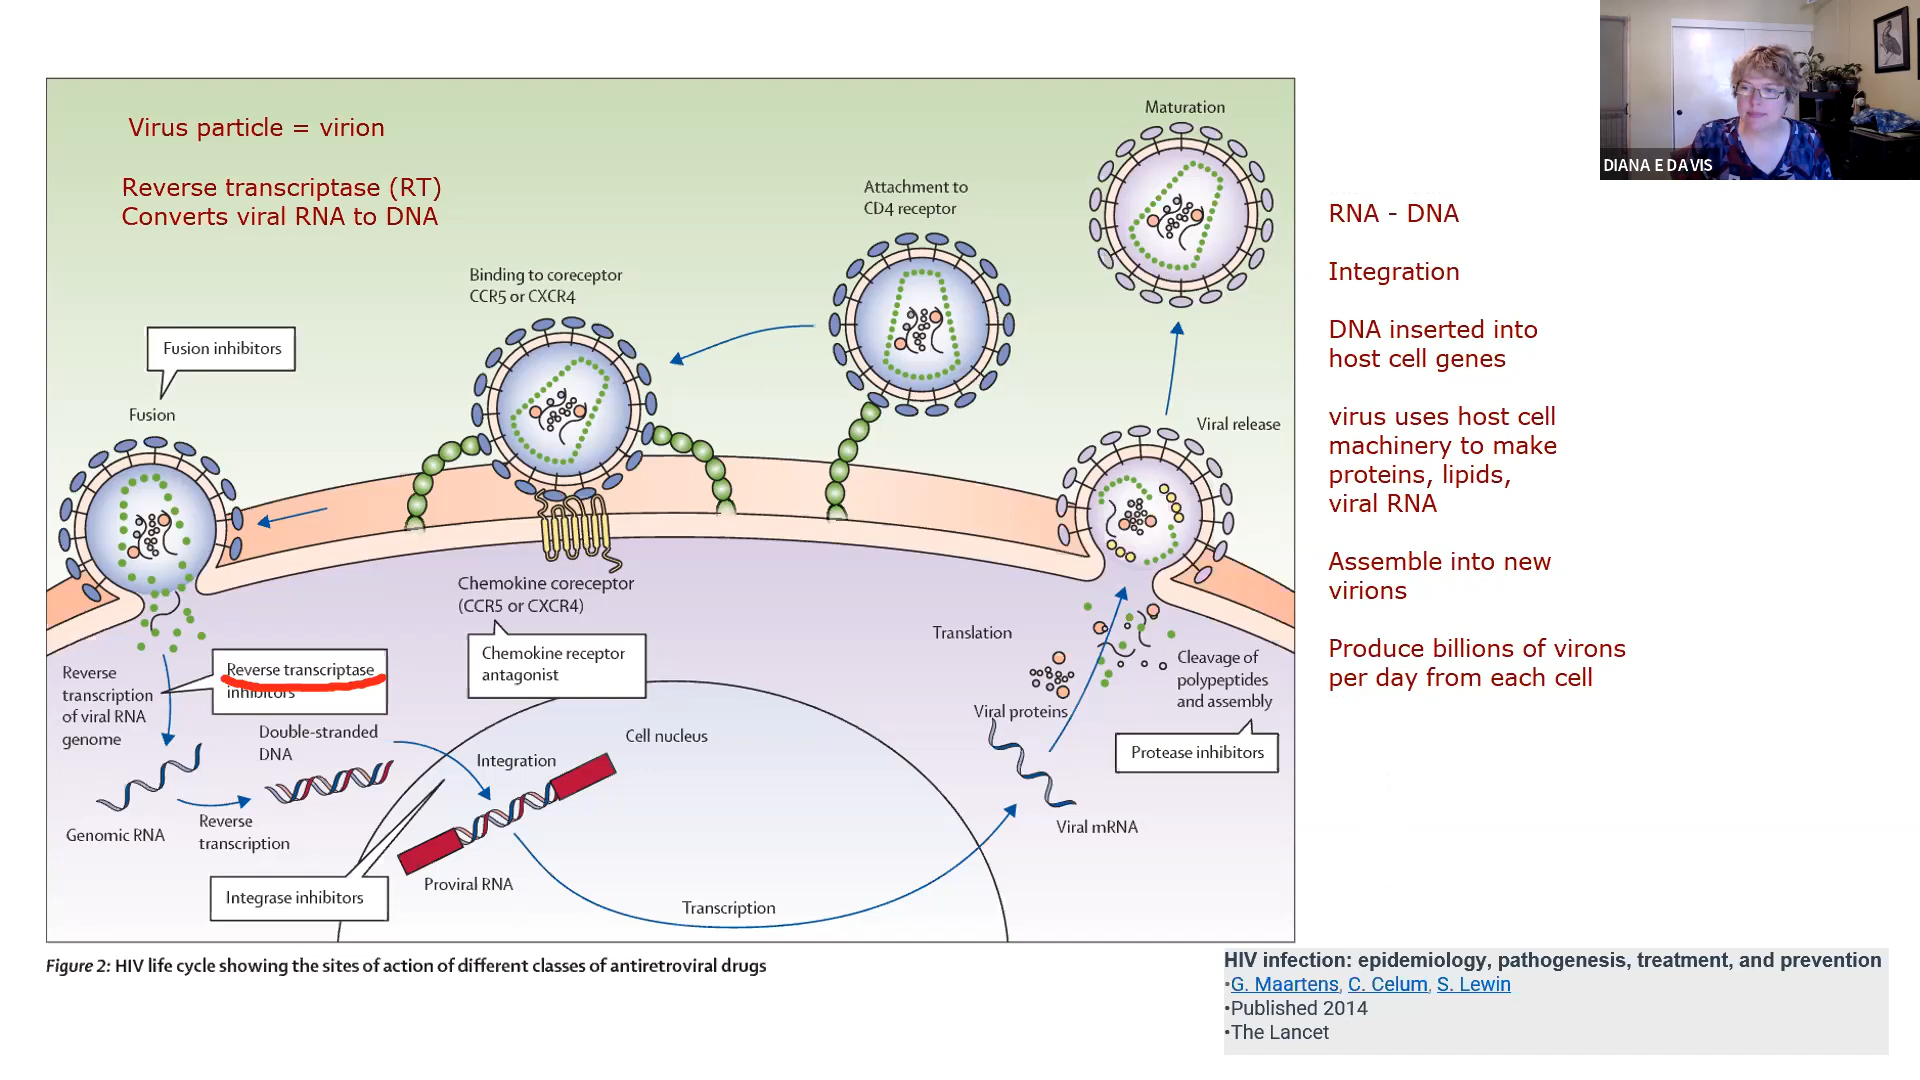 DIANA E DAVIS
Virus particle = virion
Reverse transcriptase (RT)
Converts viral RNA to DNA
Maturation
Attachment to
CD4 receptor
Binding to coreceptor
CCR5 or CXCR4
Fusion inhibitors
Fusion
Viral release
Chemokine coreceptor
(CCR5 or CXCR4)
Chemokine receptor
antagonist
Reverse
transcription
of viral RNA
genome
Reverse transcriptase
inhibitors
Double-stranded
DNA
Genomic RNA
Reverse
transcription
Integrase inhibitors
Integration
Cell nucleus
Proviral RNA
Transcription
Translation
Viral proteins
Viral mRNA
Cleavage of
polypeptides
and assembly
Protease inhibitors
Figure 2: HIV life cycle showing the sites of action of different classes of antiretroviral drugs
RNA - DNA
Integration
DNA inserted into
host cell genes
virus uses host cell
machinery to make
proteins, lipids,
viral RNA
Assemble into new
virions
Produce billions of virons
per day from each cell
HIV infection: epidemiology, pathogenesis, treatment, and prevention
•G. Maartens, C. Celum, S. Lewin
•Published 2014
•The Lancet